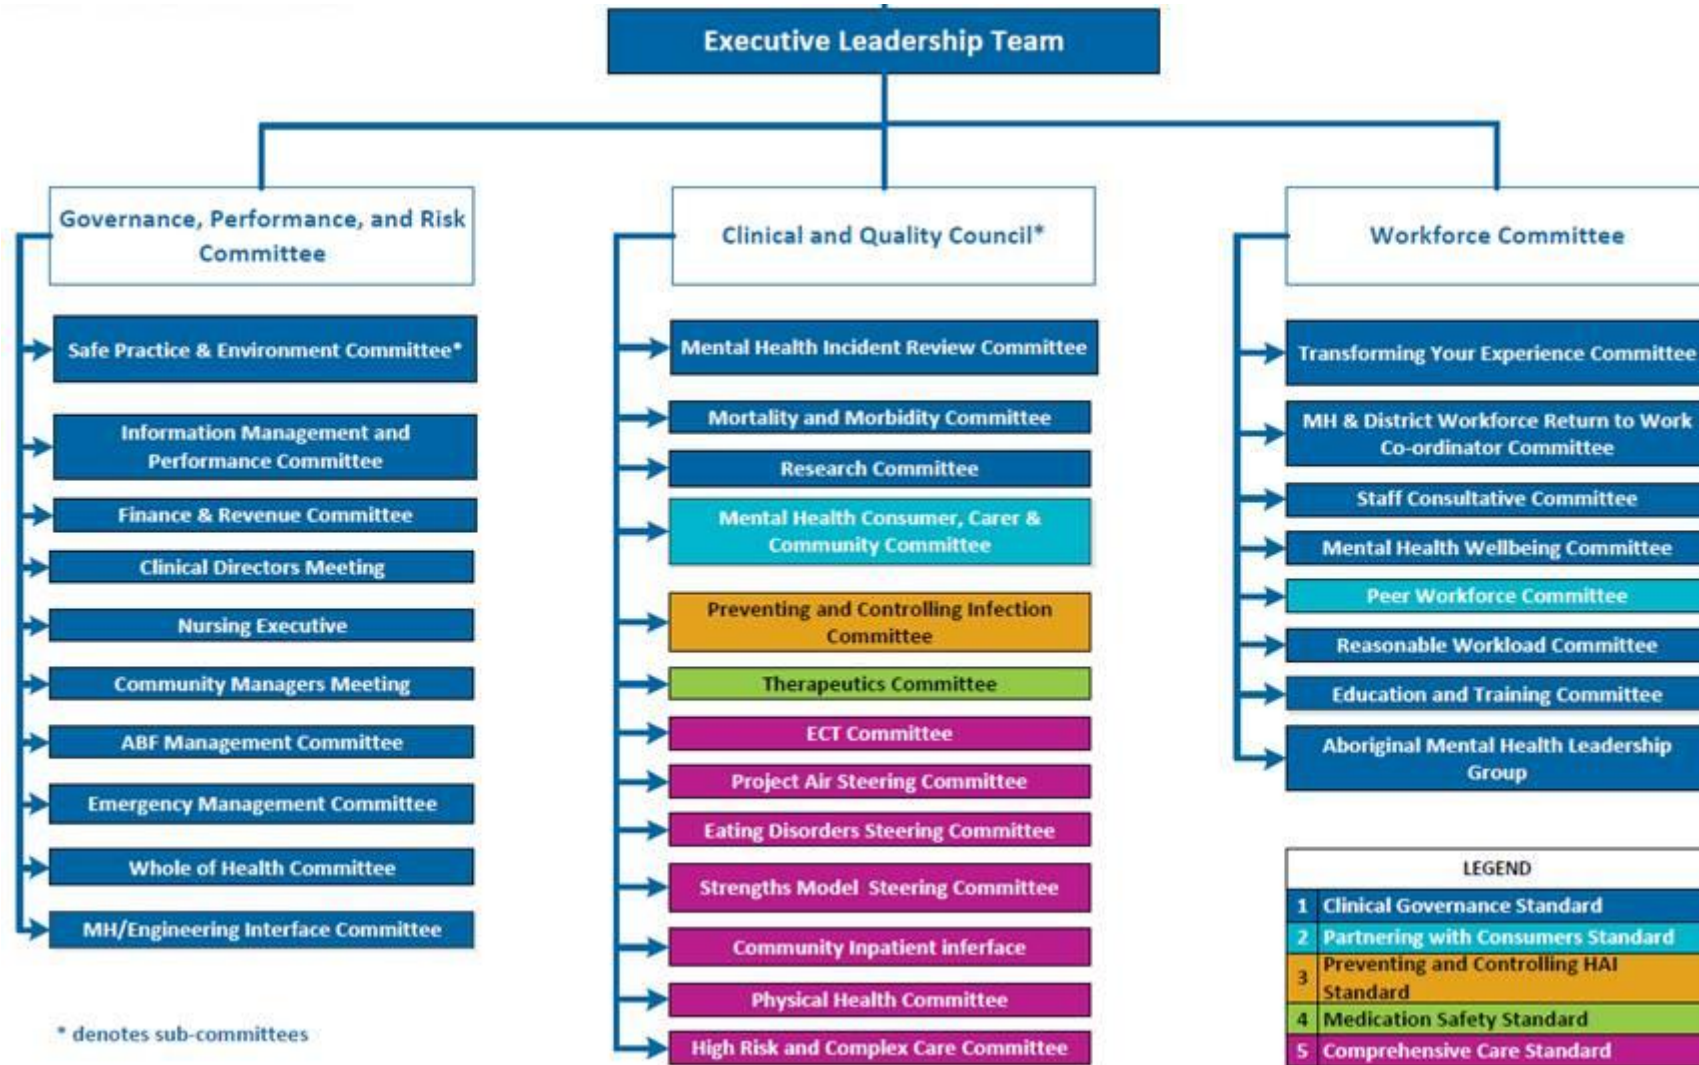 Executive Leadership Team
Governance, Performance, and Risk
Committee
Safe Practice & Environment Committee*
Information Management and
Performance Committee
Finance & Revenue Committee
Clinical Directors Meeting
Nursing Executive
Community Managers Meeting
ABF Management Committee
Emergency Management Committee
Whole of Health Committee
MH/Engineering Interface Committee
* denotes sub-committees
Clinical and Quality Council*
Mental Health Incident Review Committee
Mortality and Morbidity Committee
Research Committee
Mental Health Consumer, Carer &
Community Committee
Preventing and Controlling Infection
Committee
Therapeutics Committee
ECT Committee
Project Air Steering Committee
Eating Disorders Steering Committee
Strengths Model Steering Committee
Community Inpatient inferface
Physical Health Committee
High Risk and Complex Care Committee
Workforce Committee
Transforming Your Experience Committee
MH & District Workforce Return to Work
Co-ordinator Committee
Staff Consultative Committee
Mental Health Wellbeing Committee
Peer Workforce Committee
Reasonable Workload Committee
Education and Training Committee
Aboriginal Mental Health Leadership
Group
LEGEND
1 Clinical Governance Standard
2 Partnering with Consumers Standard
3 Preventing and Controlling HAI
Standard
4 Medication Safety Standard
5 Comprehensive Care Standard